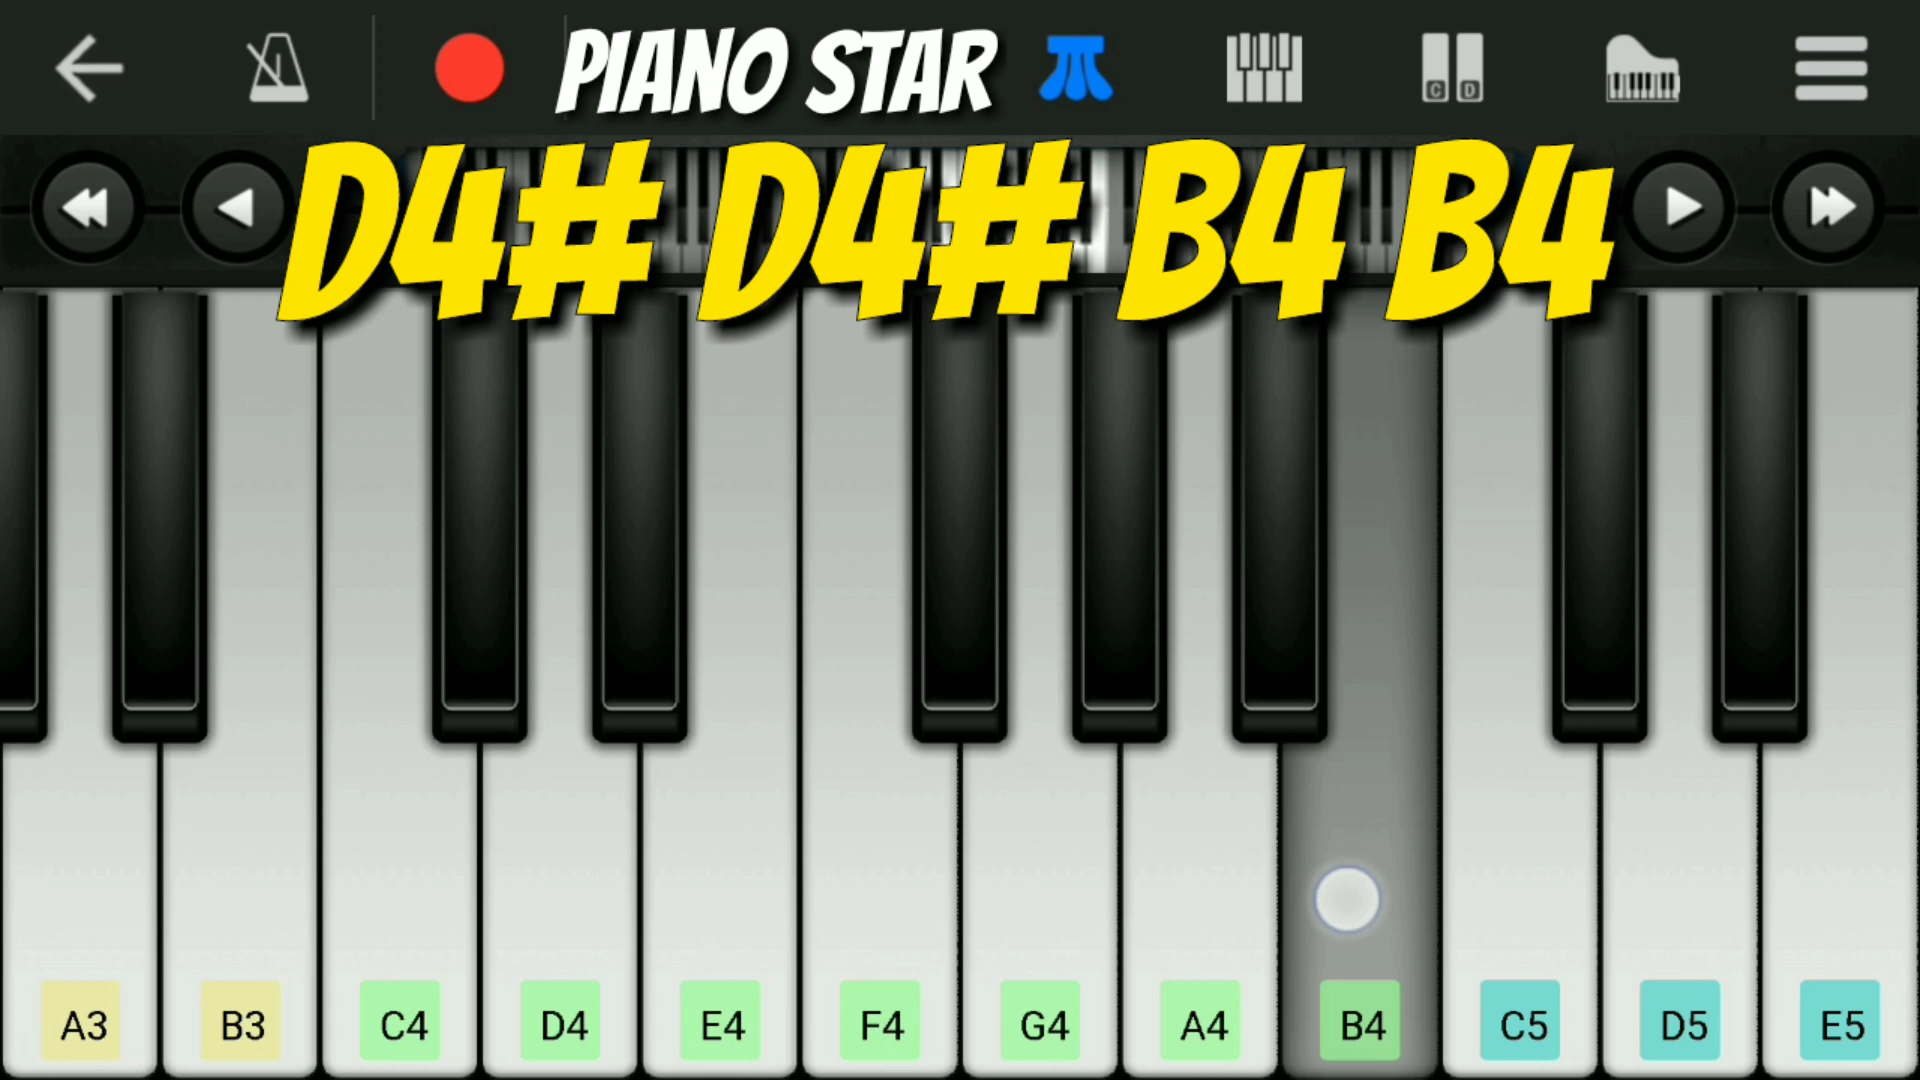 PIANO STAR
C D
D4# D4# B4 B4
A3 B3 C4 D4 E4 F4 G4 A4 B4 C5 D5 E5